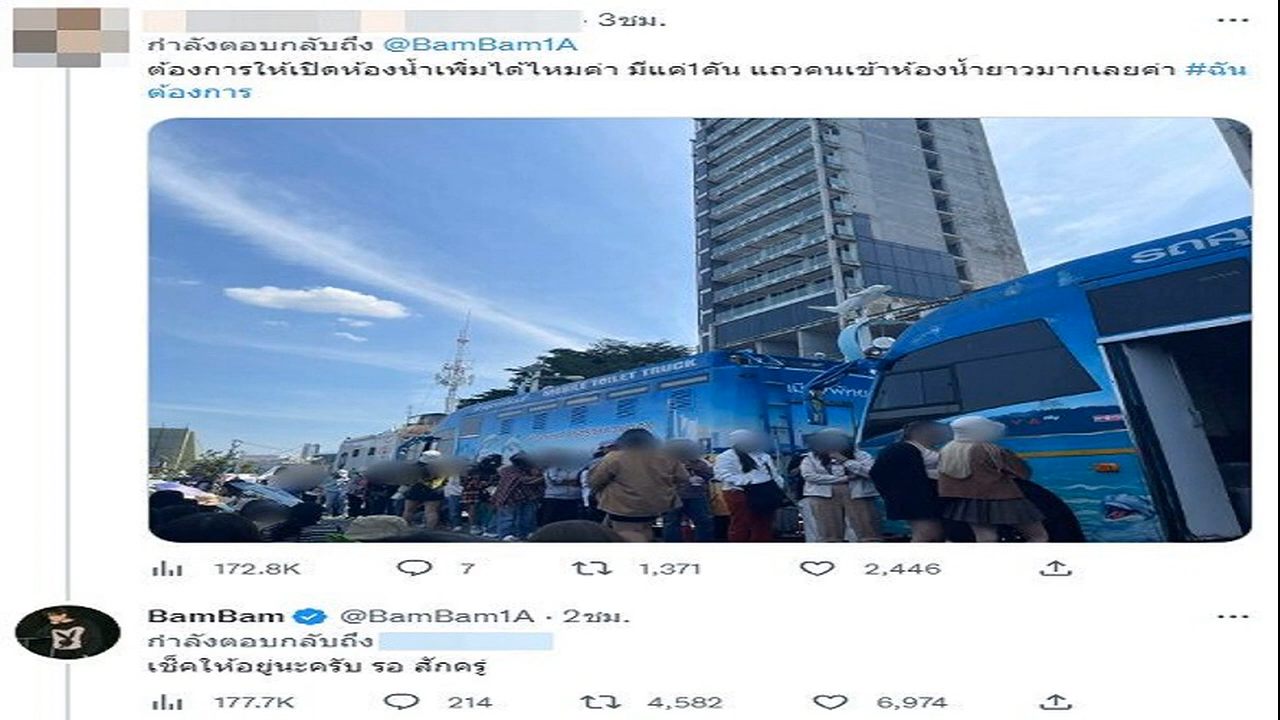 · 3ชม.
กำลังตอบกลับถึง @BamBam1A
ต้องการให้เปิดห้องน้ำเพิ่มได้ไหมค่า มีแค่1คัน แถวคนเข้าห้องน้ำยาวมากเลยค่า #ฉัน
ต้องการ
MOBILE TOILET TRUCK
172.8K 7 1,371 2,446
BamBam @BamBam1A · 2ชม.
กำลังตอบกลับถึง
เช็คให้อยู่นะครับ รอ สักครู่
177.7K 214 4,582 6,974